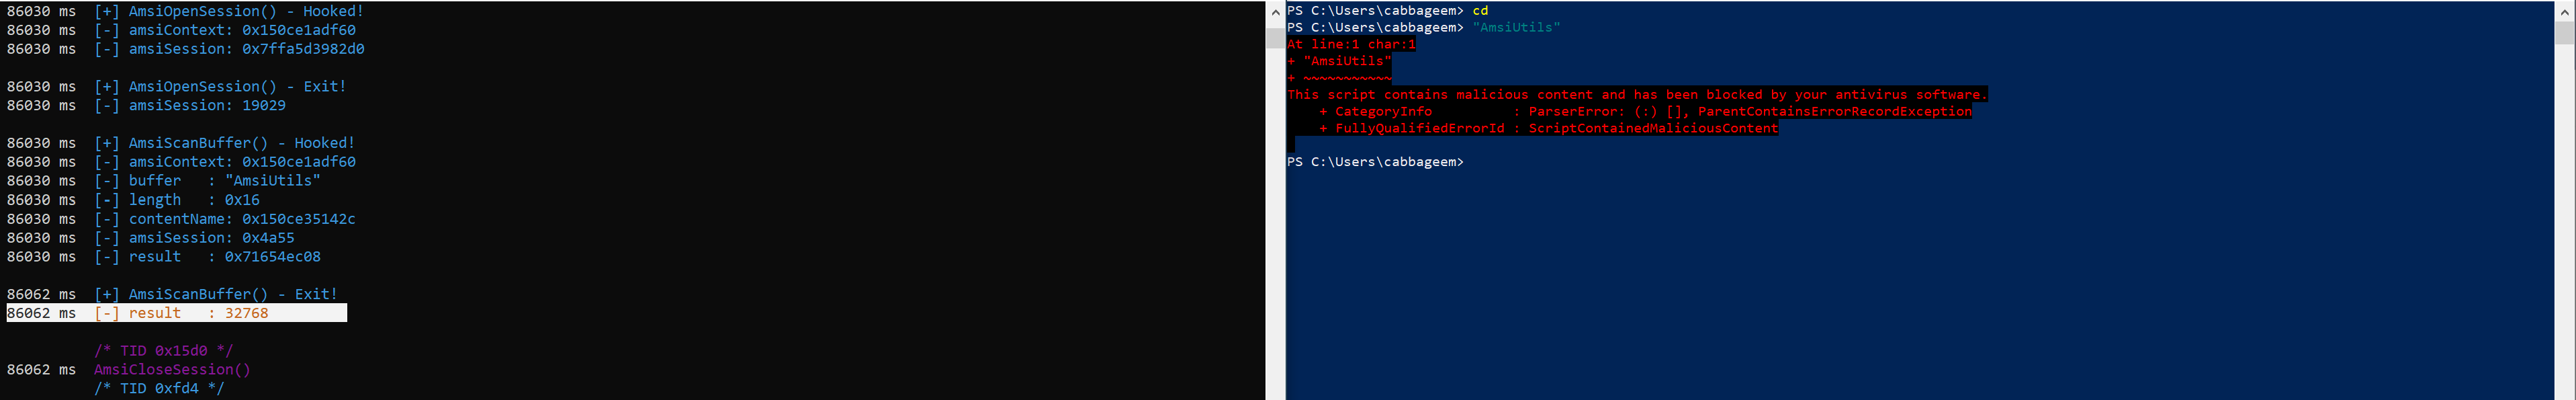 86030 ms  [+] AmsiOpenSession() - Hooked!
86030 ms  [-] amsiContext: 0x150ce1adf60
86030 ms  [-] amsiSession: 0x7ffa5d3982d0
86030 ms  [+] AmsiOpenSession() - Exit!
86030 ms  [-] amsiSession: 19029
86030 ms  [+] AmsiScanBuffer() - Hooked!
86030 ms  [-] amsiContext: 0x150ce1adf60
86030 ms  [-] buffer   : "AmsiUtils"
86030 ms  [-] length   : 0x16
86030 ms  [-] contentName: 0x150ce35142c
86030 ms  [-] amsiSession: 0x4a55
86030 ms  [-] result   : 0x71654ec08
86062 ms  [+] AmsiScanBuffer() - Exit!
86062 ms  [-] result   : 32768
/* TID 0x15d0 */
86062 ms  AmsiCloseSession()
/* TID 0xfd4 */
PS C:\Users\cabbageem> cd
PS C:\Users\cabbageem> "AmsiUtils"
At line:1 char:1
+ "AmsiUtils"
+ ~~~~~~~~~~~
This script contains malicious content and has been blocked by your antivirus software.
    + CategoryInfo          : ParserError: (:) [], ParentContainsErrorRecordException
    + FullyQualifiedErrorId : ScriptContainedMaliciousContent
PS C:\Users\cabbageem>